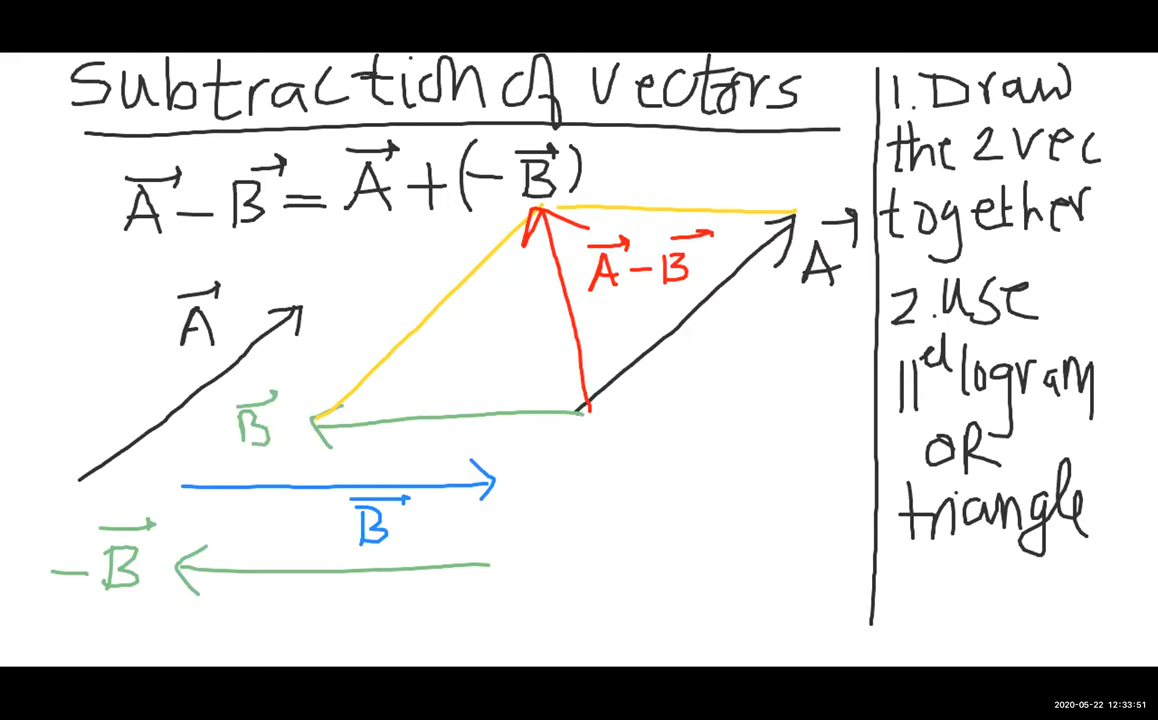 Subtraction of vectors
A⃗ - B⃗ = A⃗ + (- B⃗)
A⃗ - B⃗
A⃗
A⃗
B⃗
B⃗
- B⃗
1. Draw
the 2 vec
together
2. USE
||ellogram
OR
triangle
2020-05-22 12:33:51